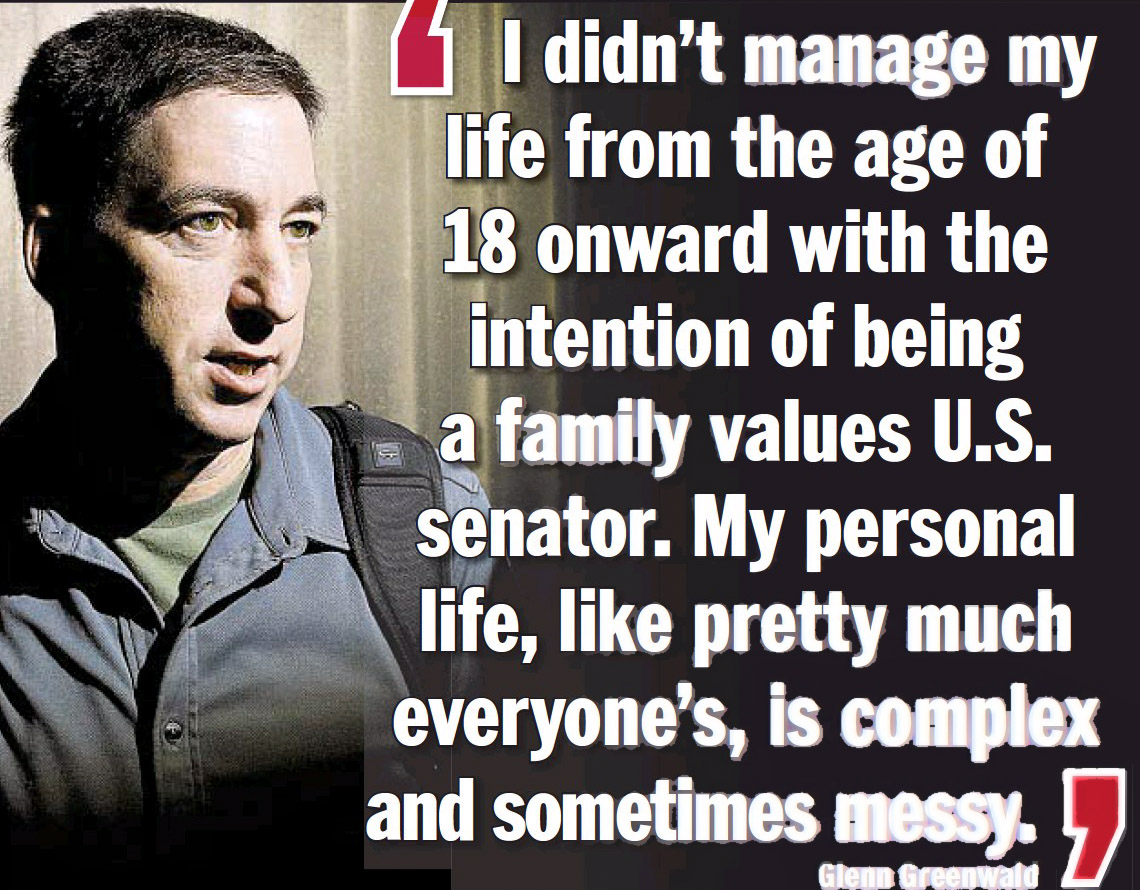 ‘ I didn’t manage my
life from the age of
18 onward with the
intention of being
a family values U.S.
senator. My personal
life, like pretty much
everyone’s, is complex
and sometimes messy. ’
Glenn Greenwald